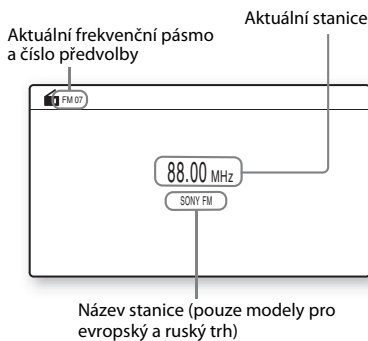 Aktuální stanice
Aktuální frekvenční pásmo
a číslo předvolby
FM 07
88.00 MHz
SONY FM
Název stanice (pouze modely pro
evropský a ruský trh)